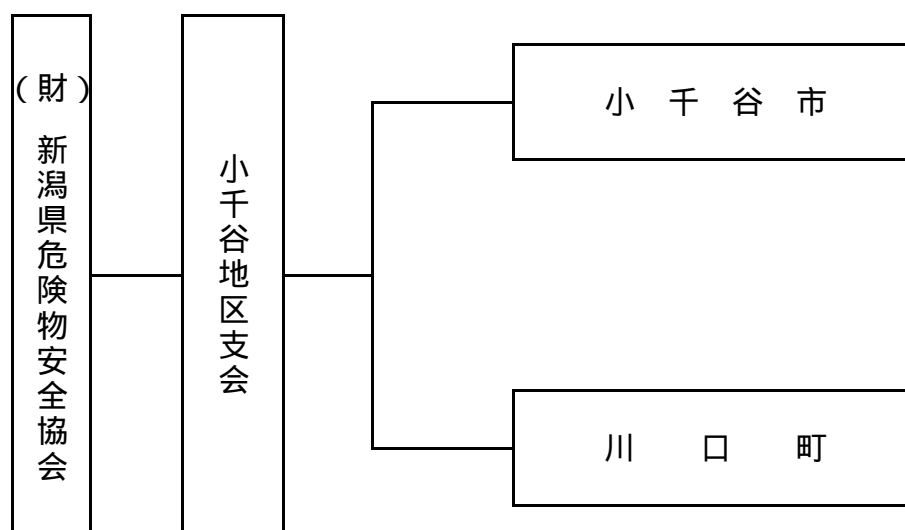 (財)新潟県危険物安全協会
小千谷地区支会
小千谷市
川口町